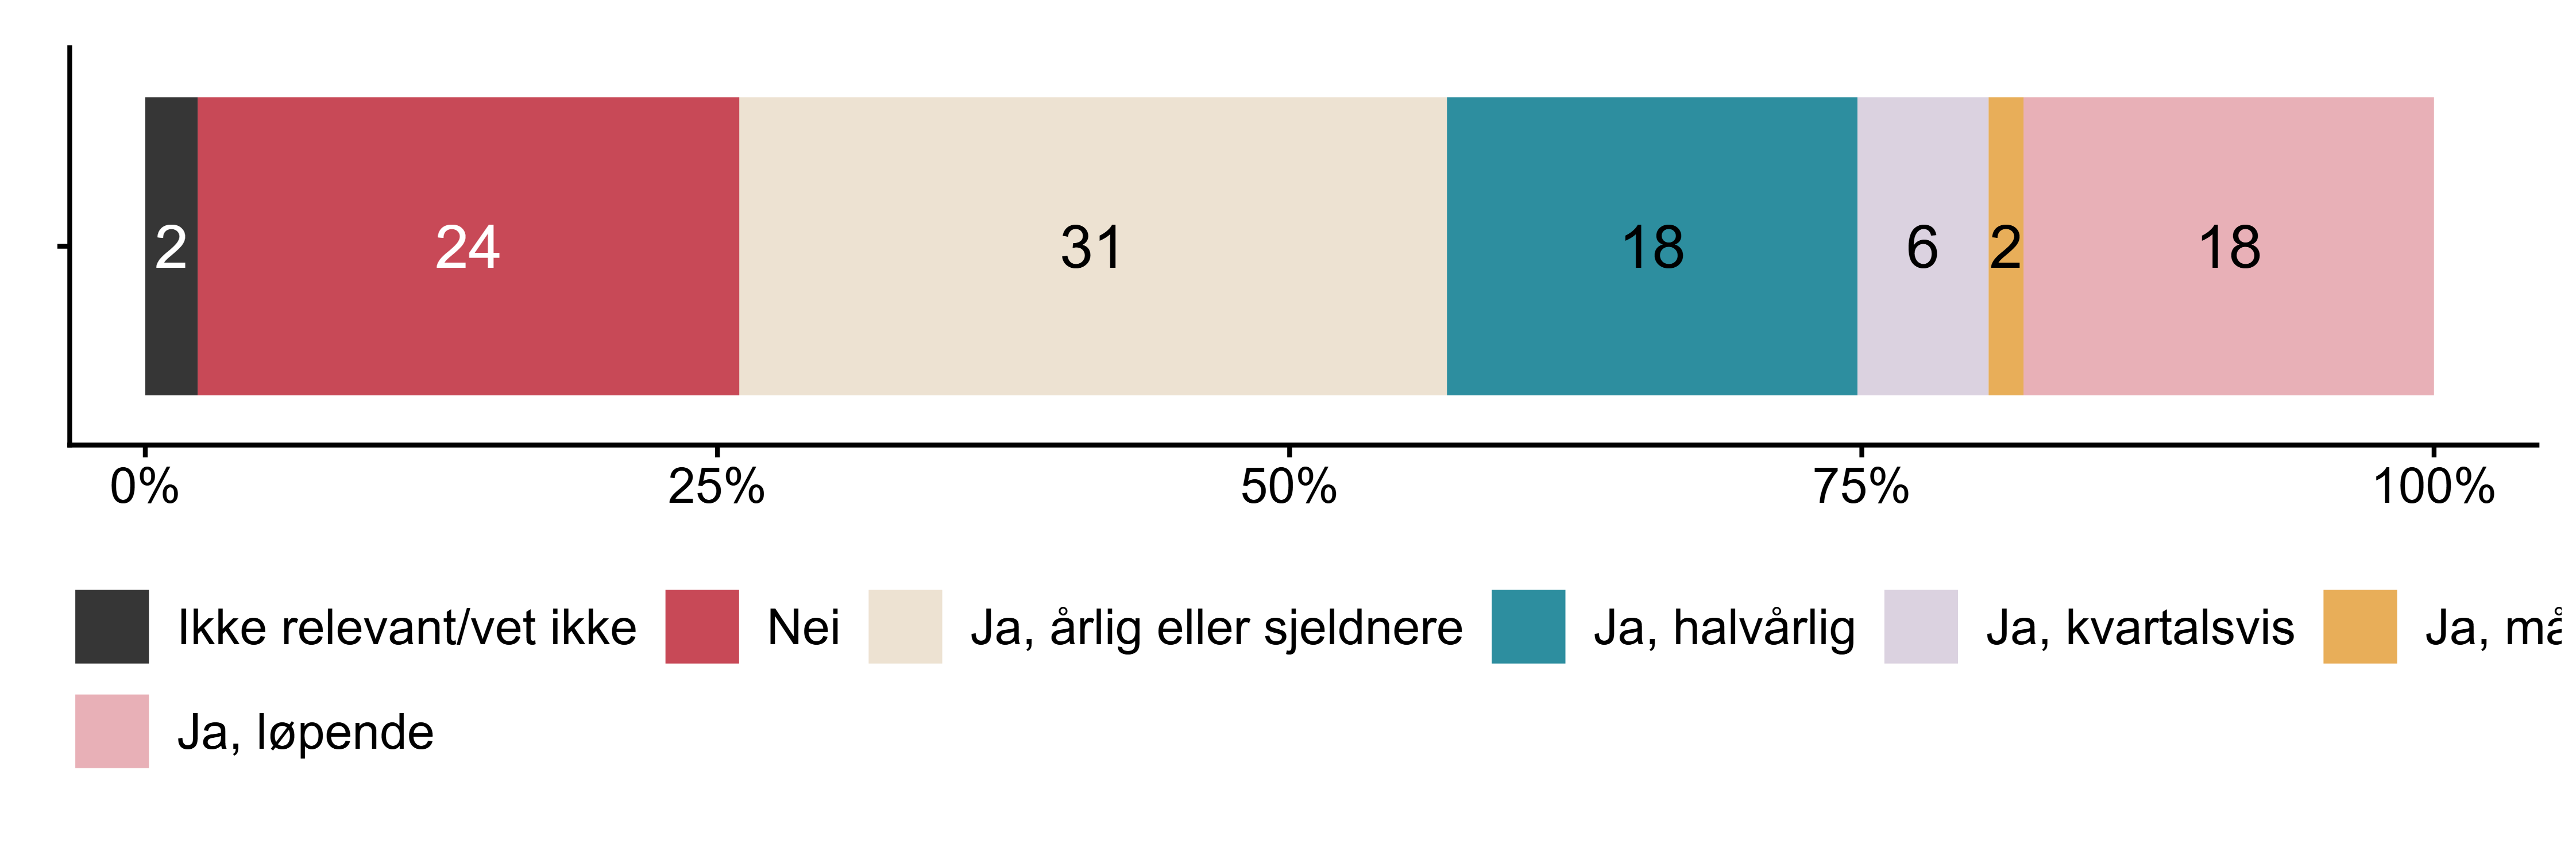 2 24 31 18 6 2 18
0% 25% 50% 75% 100%
Ikke relevant/vet ikke Nei Ja, årlig eller sjeldnere Ja, halvårlig Ja, kvartalsvis Ja, må
Ja, løpende